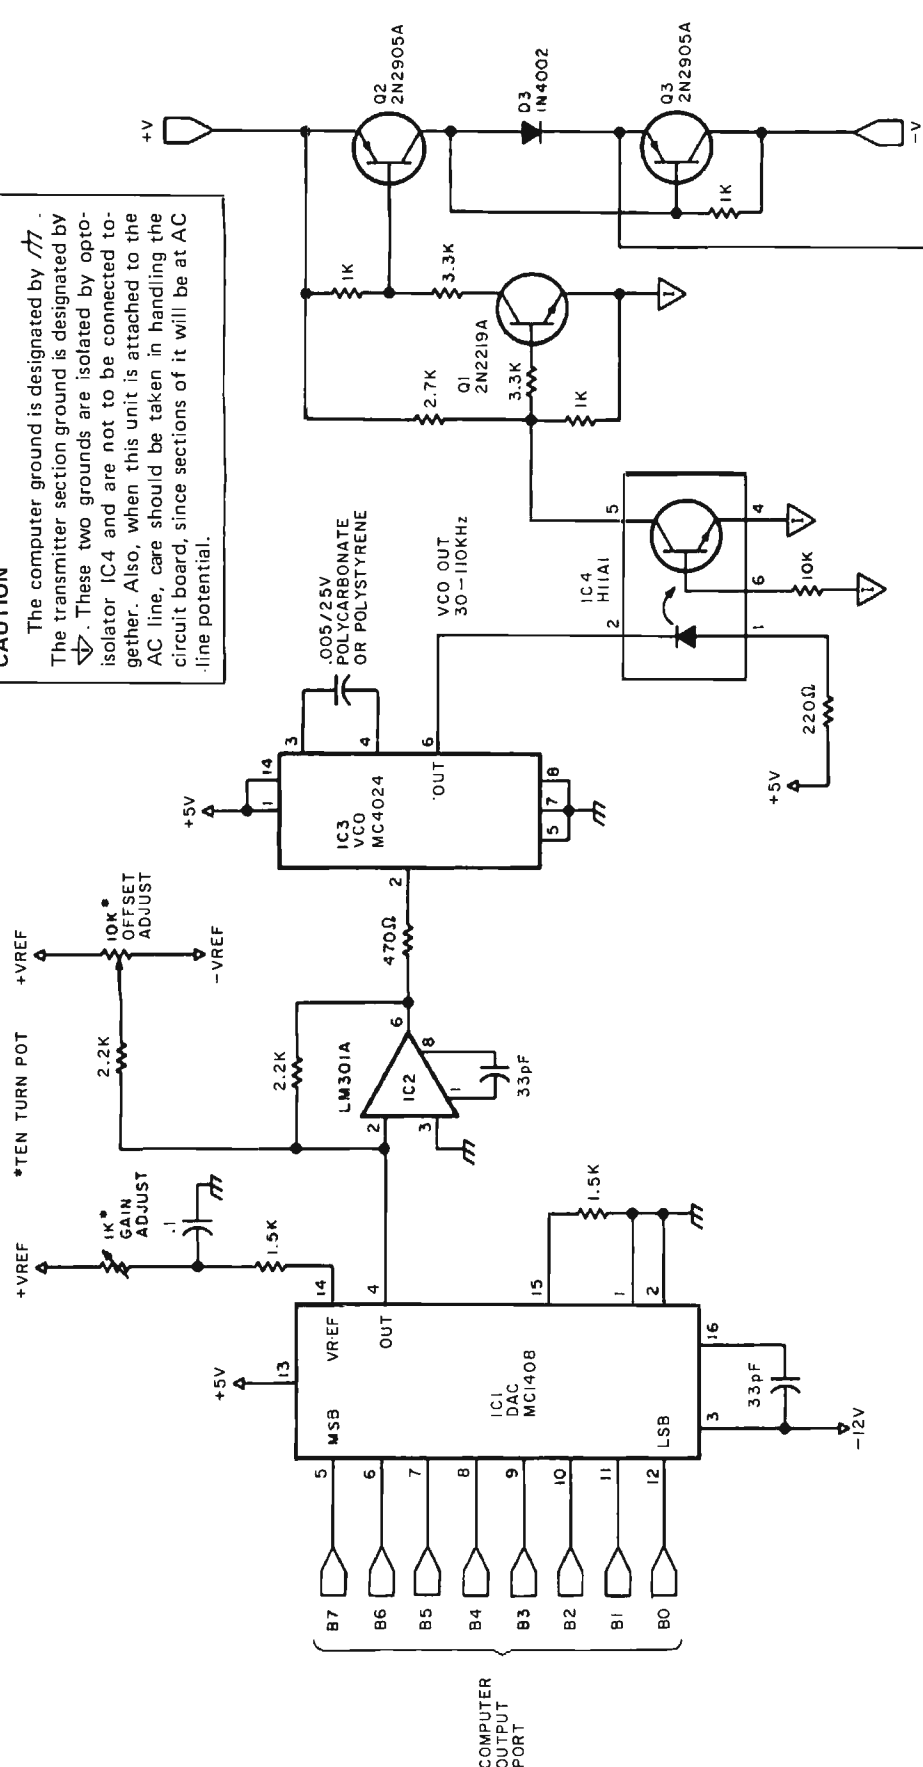 CAUTION
The computer ground is designated by
The transmitter section ground is designated by
. These two grounds are isolated by opto-
isolator IC4 and are not to be connected to-
gether. Also, when this unit is attached to the
AC line, care should be taken in handling the
circuit board, since sections of it will be at AC
line potential.
*TEN TURN POT
+VREF
1K*
GAIN
ADJUST
.1
1.5K
+VREF
10K*
OFFSET
ADJUST
-VREF
2.2K
2.2K
COMPUTER
OUTPUT
PORT
B7
B6
B5
B4
B3
B2
B1
B0
5
6
7
8
9
10
11
12
MSB
LSB
+5V
13
VREF
14
OUT
4
IC1
DAC
MC1408
15
1.5K
1
2
3
16
33pF
-12V
LM301A
IC2
2
3
6
1
8
33pF
470Ω
2
+5V
1
14
IC3
VCO
MC4024
3
4
.005/25V
POLYCARBONATE
OR POLYSTYRENE
OUT
6
5
7
8
VCO OUT
30-110KHz
IC4
H11A1
2
5
1
6
4
220Ω
+5V
10K
I
I
2.7K
1K
3.3K
Q1
2N2219A
3.3K
1K
I
+V
Q2
2N2905A
D3
1N4002
Q3
2N2905A
1K
-V